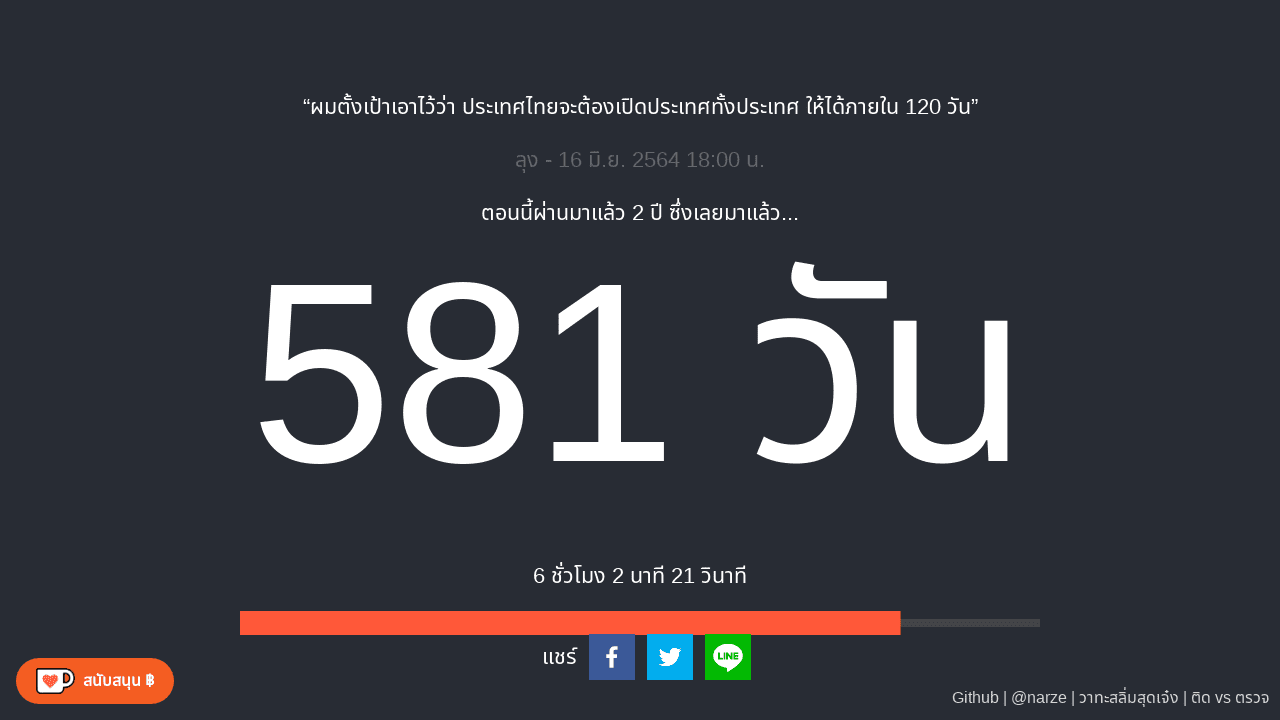 “ผมตั้งเป้าเอาไว้ว่า ประเทศไทยจะต้องเปิดประเทศทั้งประเทศ ให้ได้ภายใน 120 วัน”
ลุง - 16 มิ.ย. 2564 18:00 น.
ตอนนี้ผ่านมาแล้ว 2 ปี ซึ่งเลยมาแล้ว...
581 วัน
6 ชั่วโมง 2 นาที 21 วินาที
แชร์
LINE
สนับสนุน ฿
Github | @narze | วาทะสลิ่มสุดเจ๋ง | ติด vs ตรวจ